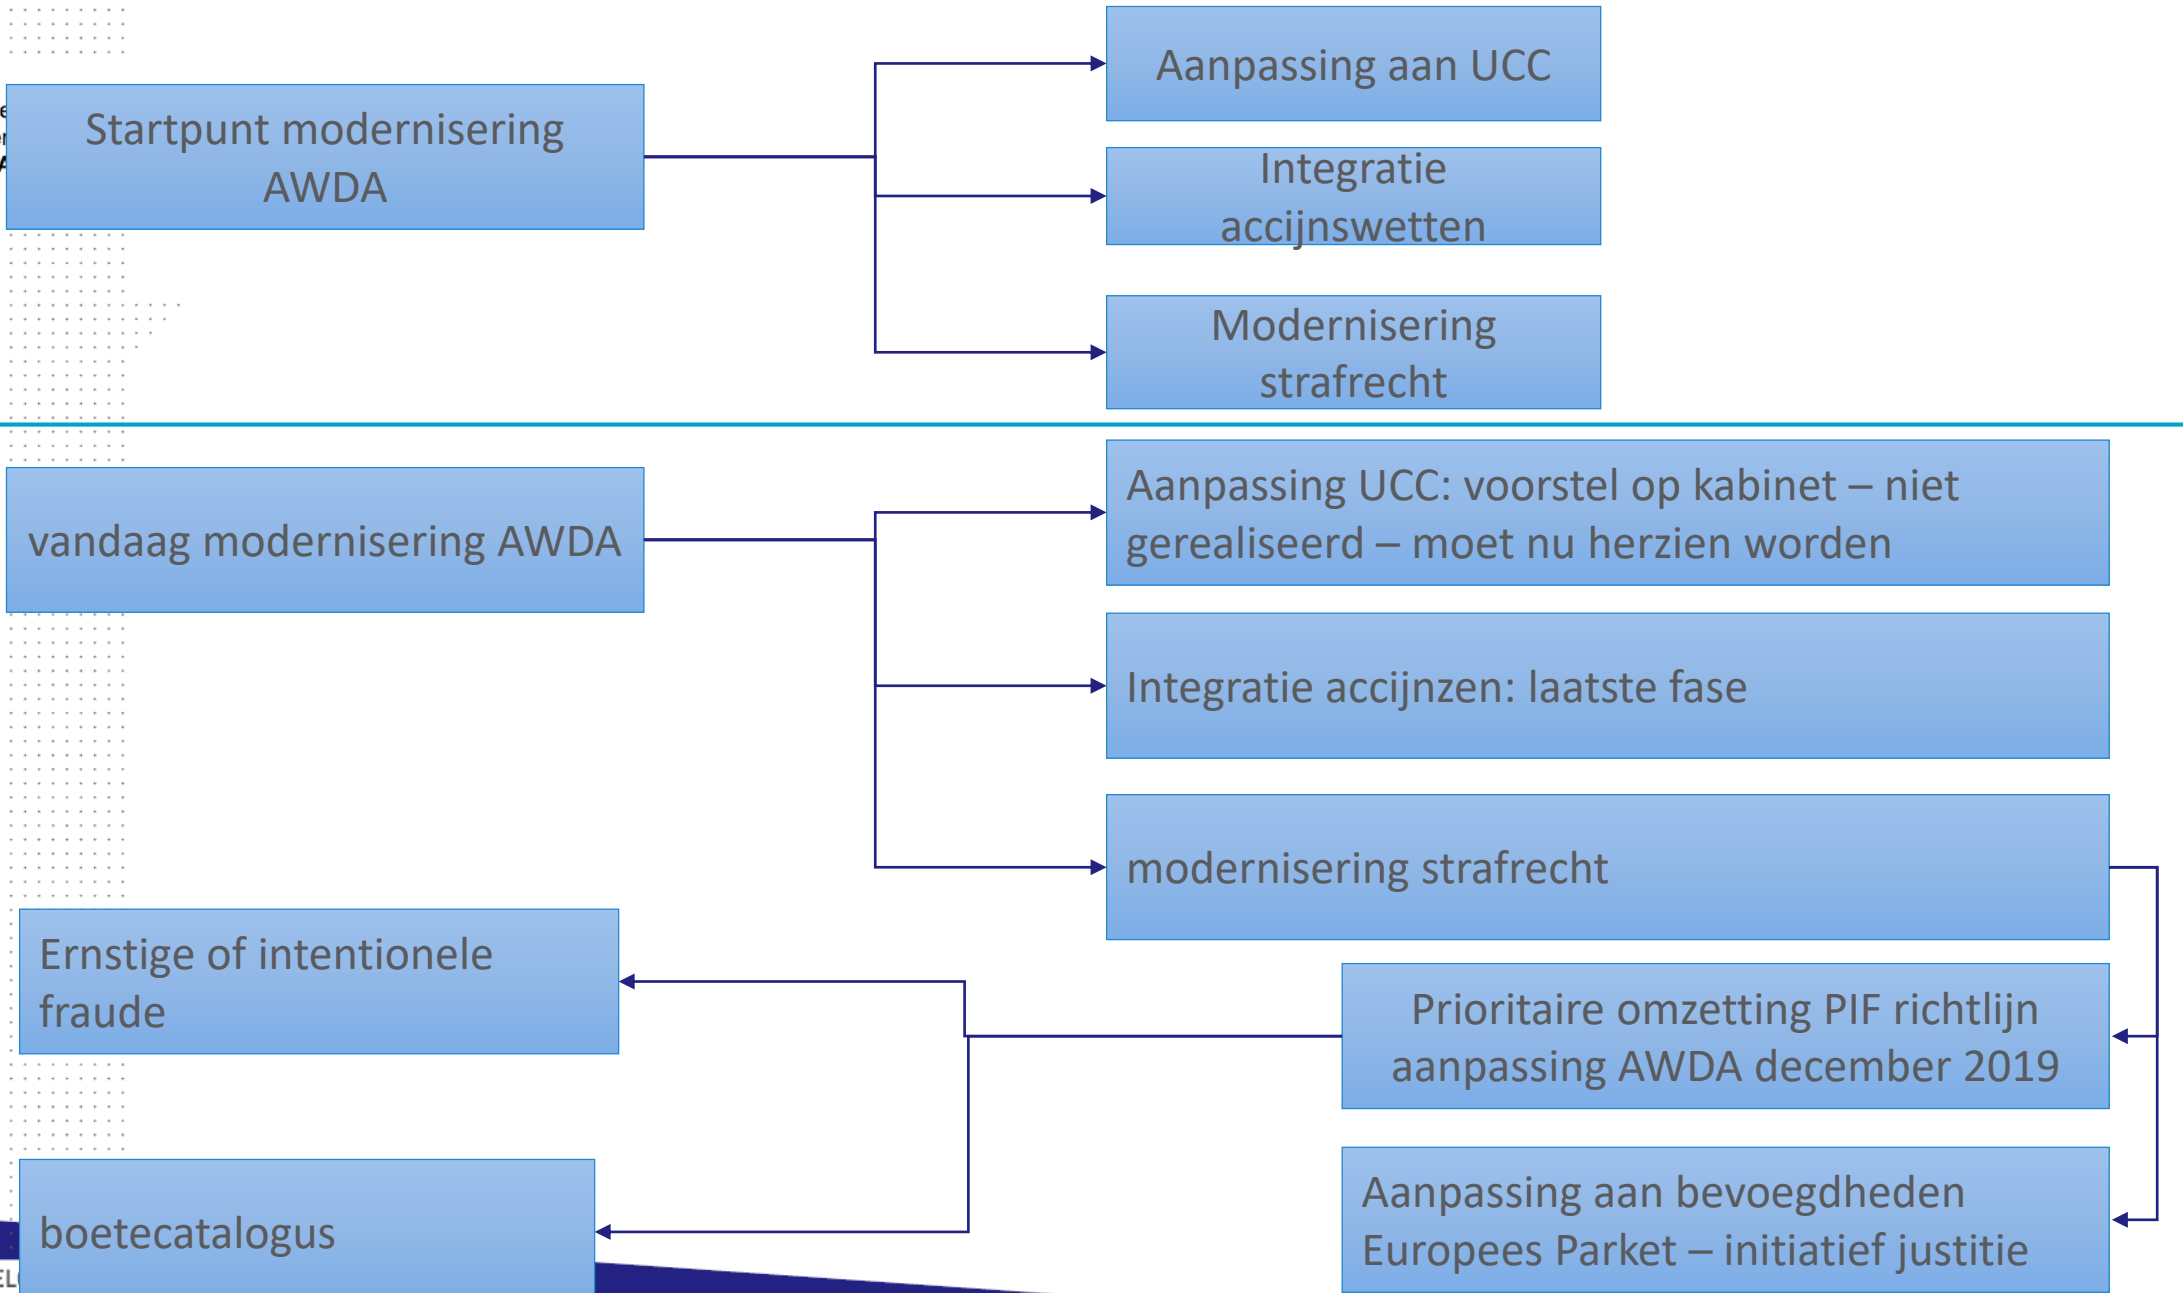 Startpunt modernisering
AWDA
Aanpassing aan UCC
Integratie
accijnswetten
Modernisering
strafrecht
vandaag modernisering AWDA
Aanpassing UCC: voorstel op kabinet – niet
gerealiseerd – moet nu herzien worden
Integratie accijnzen: laatste fase
modernisering strafrecht
Prioritaire omzetting PIF richtlijn
aanpassing AWDA december 2019
Aanpassing aan bevoegdheden
Europees Parket – initiatief justitie
Ernstige of intentionele
fraude
boetecatalogus